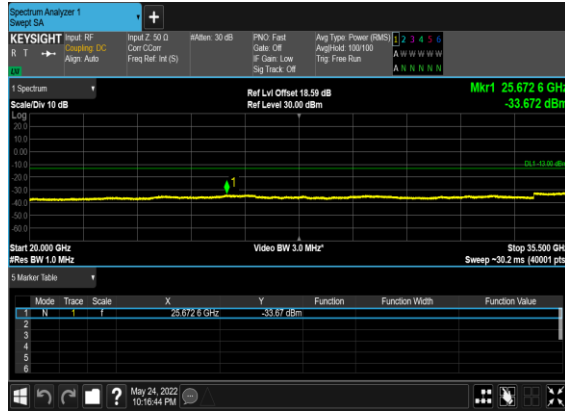 Spectrum Analyzer 1
Swept SA
KEYSIGHT
R T
LW
Input: RF
Coupling: DC
Align: Auto
Input Z: 50 Ω
Corr CCorr
Freq Ref: Int (S)
#Atten: 30 dB
PNO: Fast
Gate: Off
IF Gain: Low
Sig Track: Off
Avg Type: Power (RMS)
Avg|Hold: 100/100
Trig: Free Run
1 2 3 4 5 6
A W W W W W
A N N N N N
1 Spectrum
Scale/Div 10 dB
Ref Lvl Offset 18.59 dB
Ref Level 30.00 dBm
Mkr1 25.672 6 GHz
-33.672 dBm
Log
20.0
10.0
0.00
-10.0
-20.0
-30.0
-40.0
-50.0
-60.0
DL1 -13.00 dBm
1
Start 20.000 GHz
#Res BW 1.0 MHz
Video BW 3.0 MHz*
Stop 35.500 GHz
Sweep ~30.2 ms (40001 pts)
5 Marker Table
Mode Trace Scale X Y Function Function Width Function Value
1 N 1 f 25.672 6 GHz -33.67 dBm
2
3
4
5
6
?
May 24, 2022
10:16:44 PM